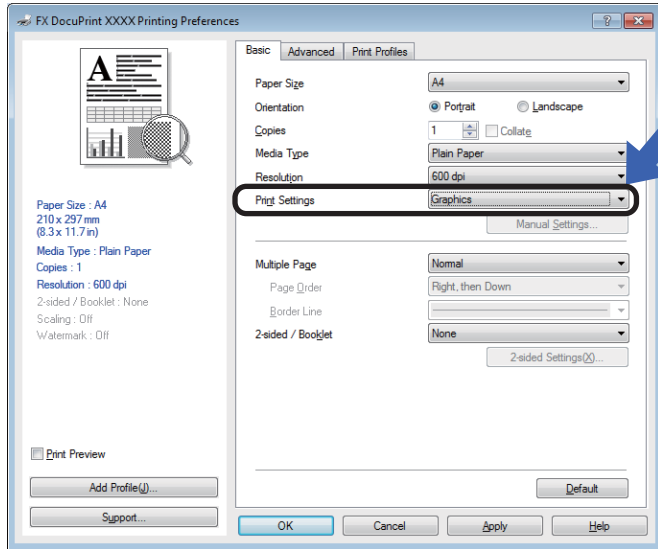 FX DocuPrint XXXX Printing Preferences
Basic Advanced Print Profiles
A
Paper Size A4
Orientation Portrait Landscape
Copies 1 Collate
Media Type Plain Paper
Resolution 600 dpi
Print Settings Graphics
Manual Settings...
Multiple Page Normal
Page Order Right, then Down
Border Line
2-sided / Booklet None
2-sided Settings(X)...
Paper Size : A4
210 x 297 mm
(8.3 x 11.7 in)
Media Type : Plain Paper
Copies : 1
Resolution : 600 dpi
2-sided / Booklet : None
Scaling : Off
Watermark : Off
Print Preview
Add Profile(J)...
Support...
Default
OK Cancel Apply Help